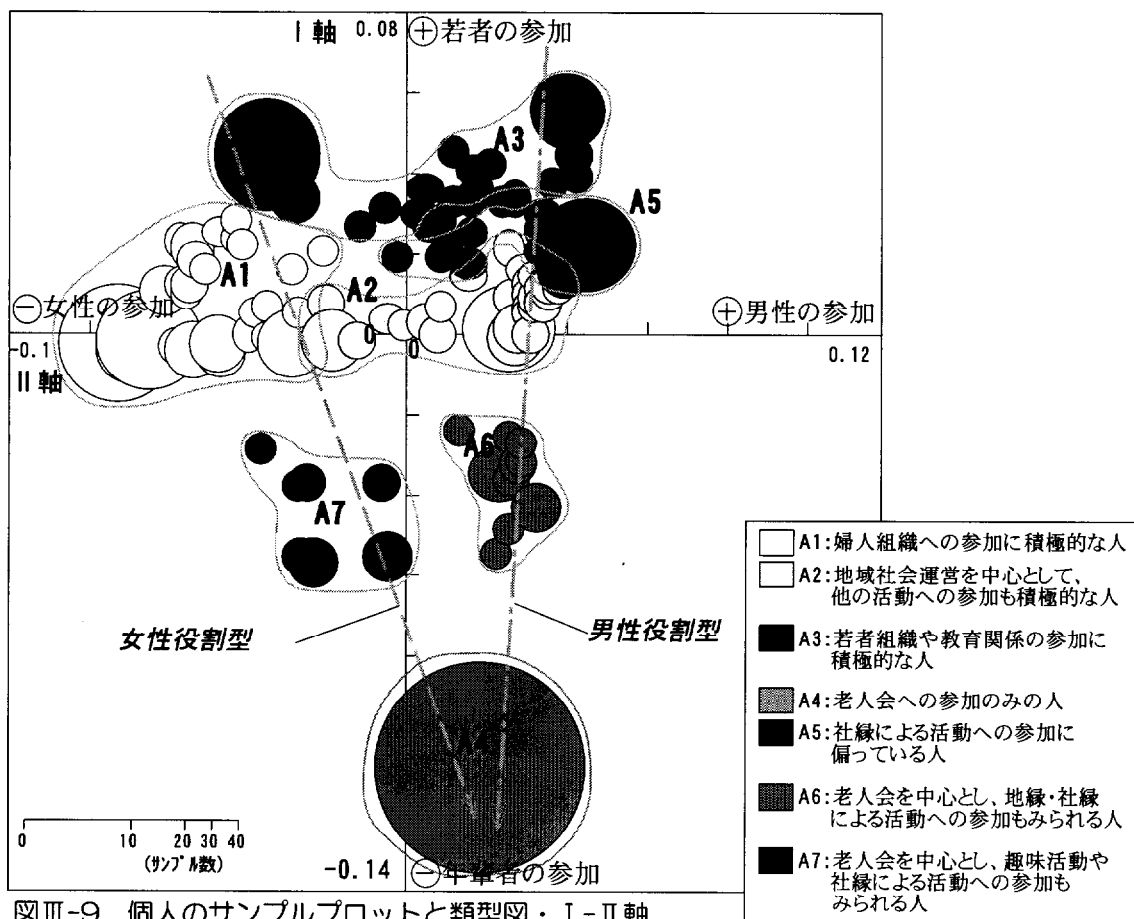 I 軸 0.08 ＋若者の参加
A3
A5
A1
A2
－女性の参加
＋男性の参加
-0.1
0
0
0.12
II 軸
A6
A7
女性役割型
男性役割型
0 10 20 30 40
(サンプル数)
-0.14 －年輩者の参加
A1:婦人組織への参加に積極的な人
A2:地域社会運営を中心として、
他の活動への参加も積極的な人
A3:若者組織や教育関係の参加に
積極的な人
A4:老人会への参加のみの人
A5:社縁による活動への参加に
偏っている人
A6:老人会を中心とし、地縁・社縁
による活動への参加もみられる人
A7:老人会を中心とし、趣味活動や
社縁による活動への参加も
みられる人
図Ⅲ-9 個人のサンプルプロットと類型図・I-II軸